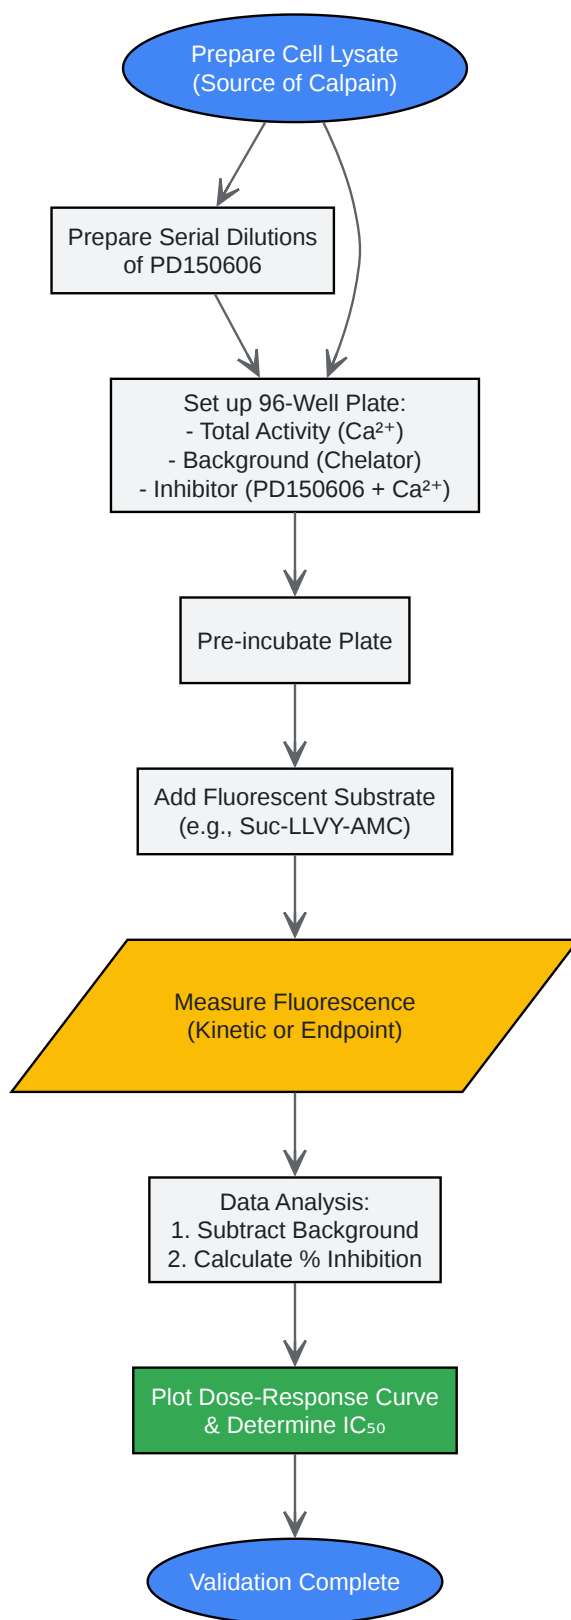 Prepare Cell Lysate
(Source of Calpain)
Prepare Serial Dilutions
of PD150606
Set up 96-Well Plate:
- Total Activity (Ca²⁺)
- Background (Chelator)
- Inhibitor (PD150606 + Ca²⁺)
Pre-incubate Plate
Add Fluorescent Substrate
(e.g., Suc-LLVY-AMC)
Measure Fluorescence
(Kinetic or Endpoint)
Data Analysis:
1. Subtract Background
2. Calculate % Inhibition
Plot Dose-Response Curve
& Determine IC₅₀
Validation Complete